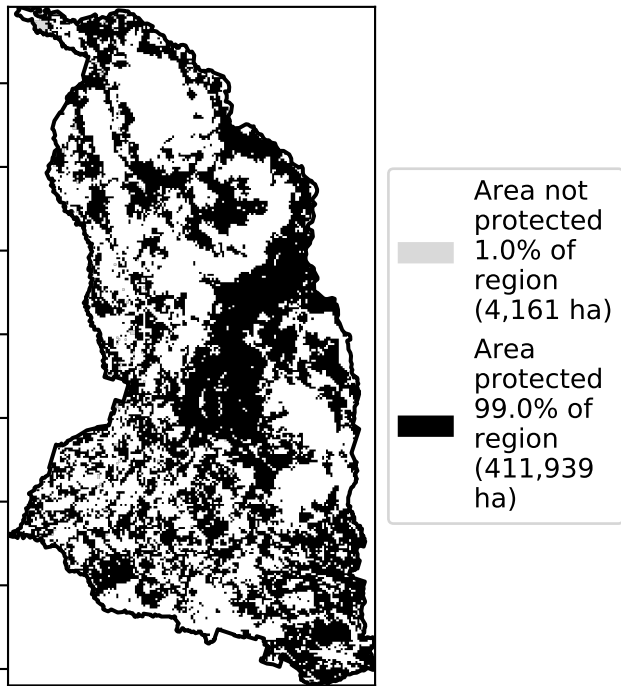 Area not
protected
1.0% of
region
(4,161 ha)
Area
protected
99.0% of
region
(411,939
ha)